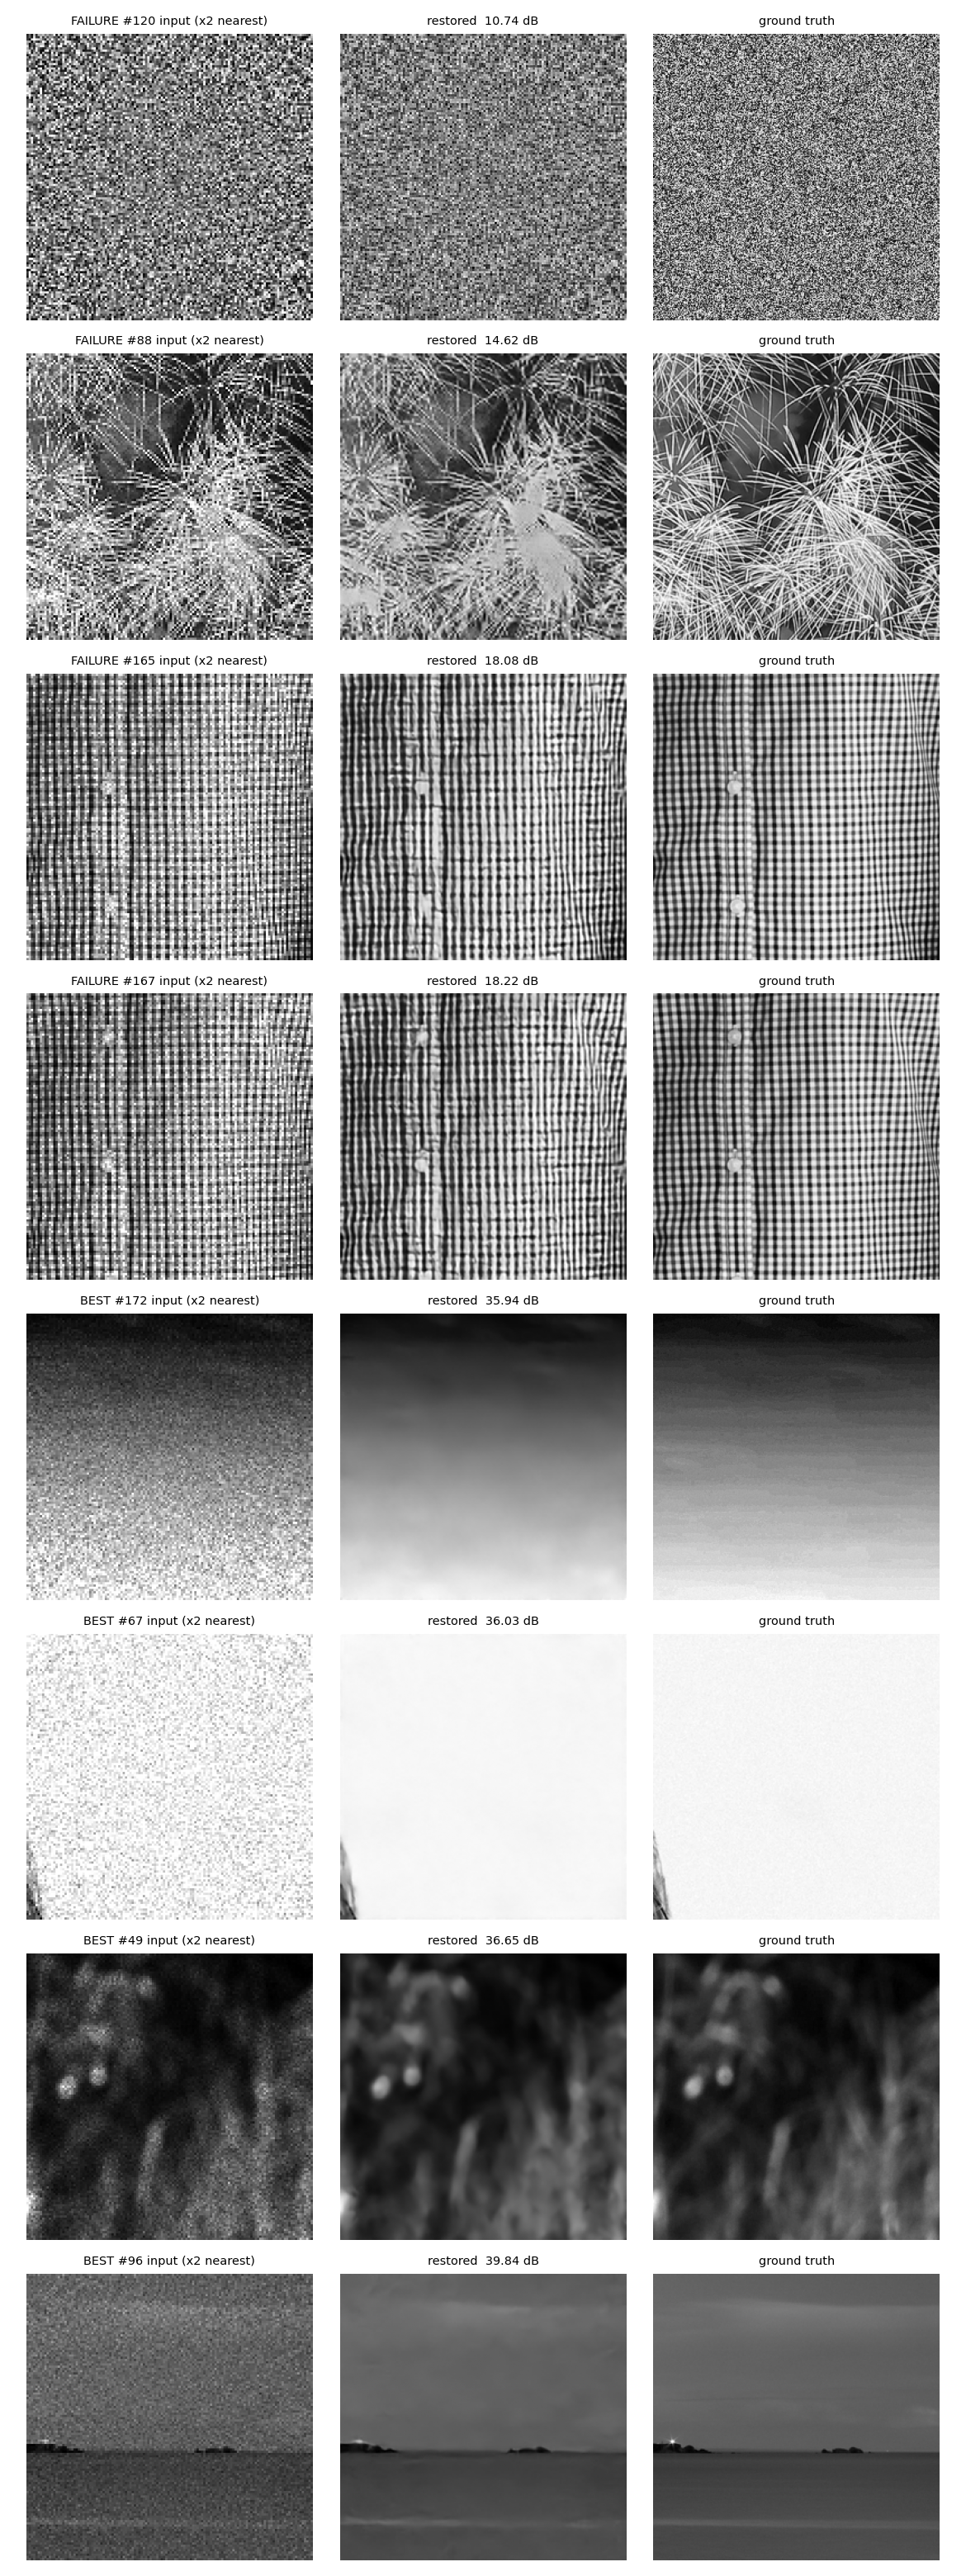 FAILURE #120 input (x2 nearest) restored  10.74 dB ground truth
FAILURE #88 input (x2 nearest) restored  14.62 dB ground truth
FAILURE #165 input (x2 nearest) restored  18.08 dB ground truth
FAILURE #167 input (x2 nearest) restored  18.22 dB ground truth
BEST #172 input (x2 nearest) restored  35.94 dB ground truth
BEST #67 input (x2 nearest) restored  36.03 dB ground truth
BEST #49 input (x2 nearest) restored  36.65 dB ground truth
BEST #96 input (x2 nearest) restored  39.84 dB ground truth